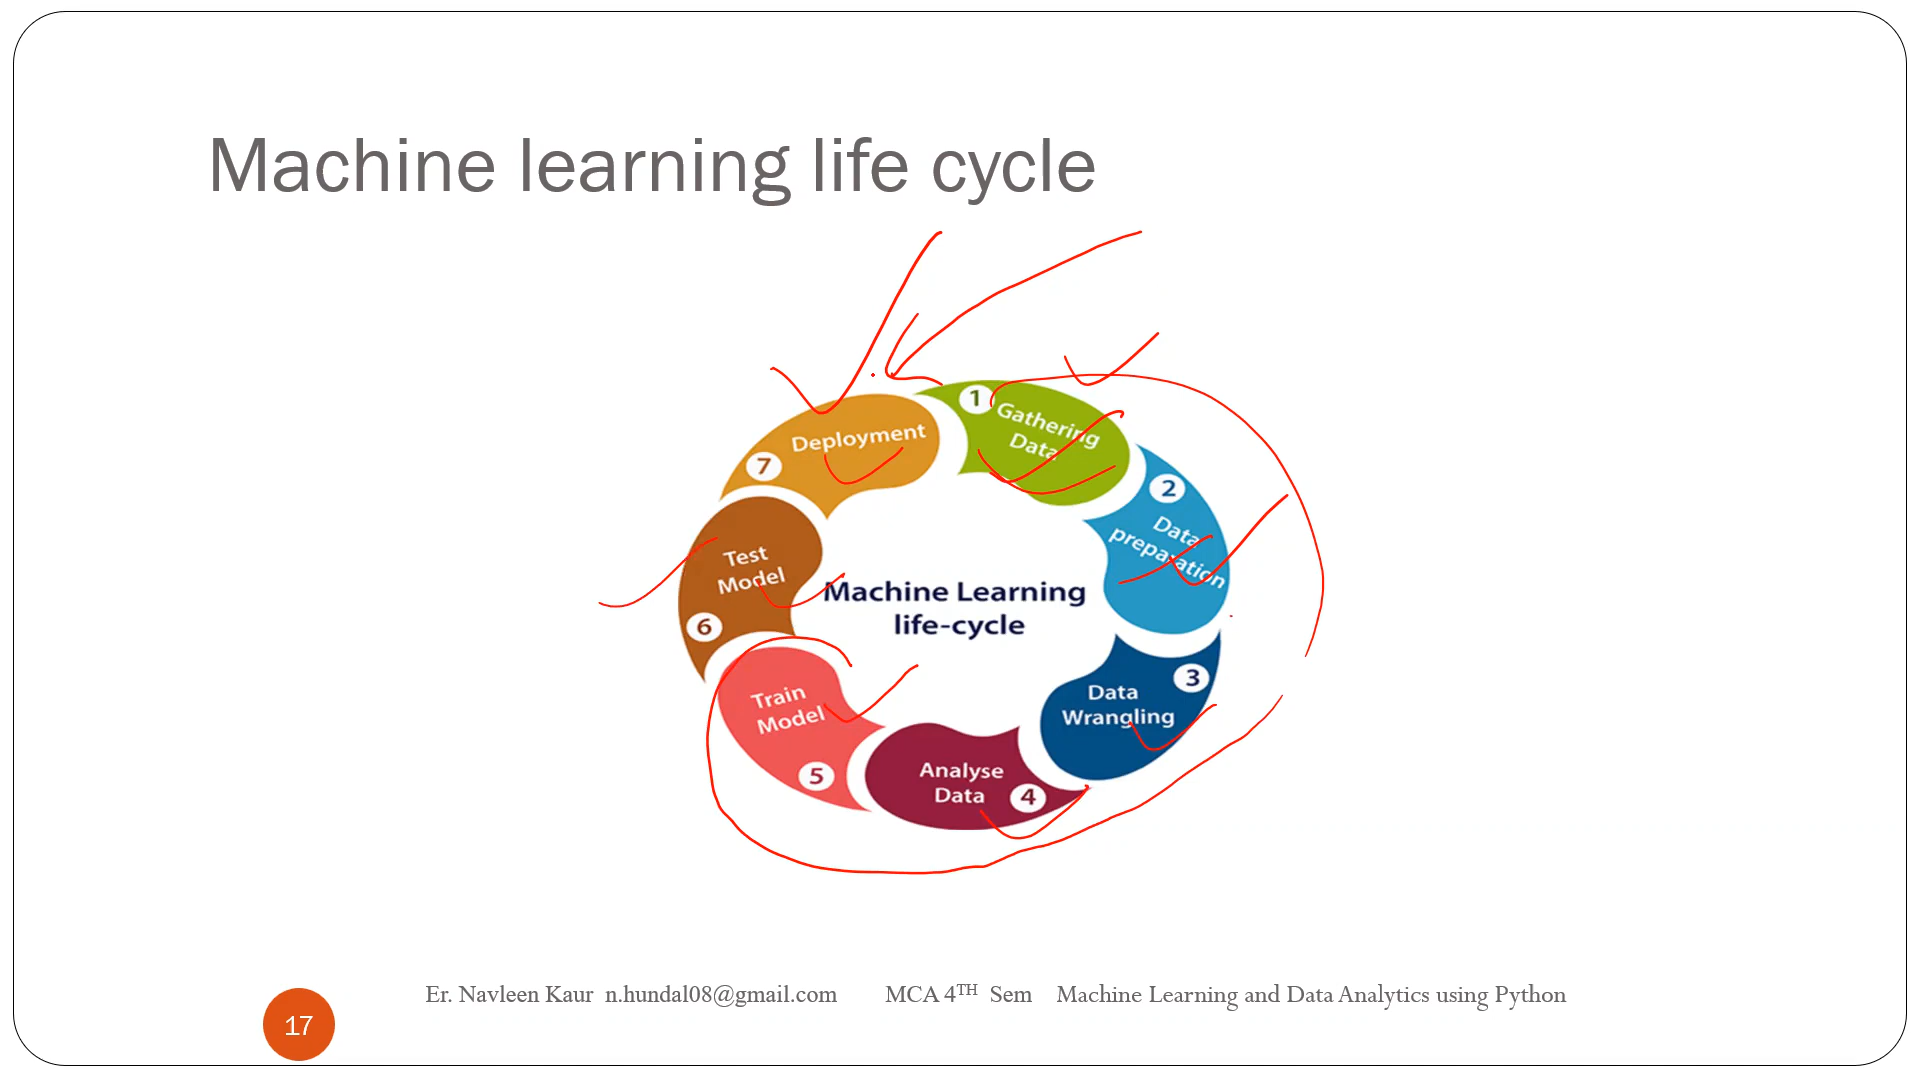 Machine learning life cycle
1
Gathering
Data
2
Data
preparation
3
Data
Wrangling
Analyse
Data
4
Train
Model
5
Test
Model
6
Deployment
7
Machine Learning
life-cycle
Er. Navleen Kaur n.hundal08@gmail.com MCA 4TH Sem Machine Learning and Data Analytics using Python
17